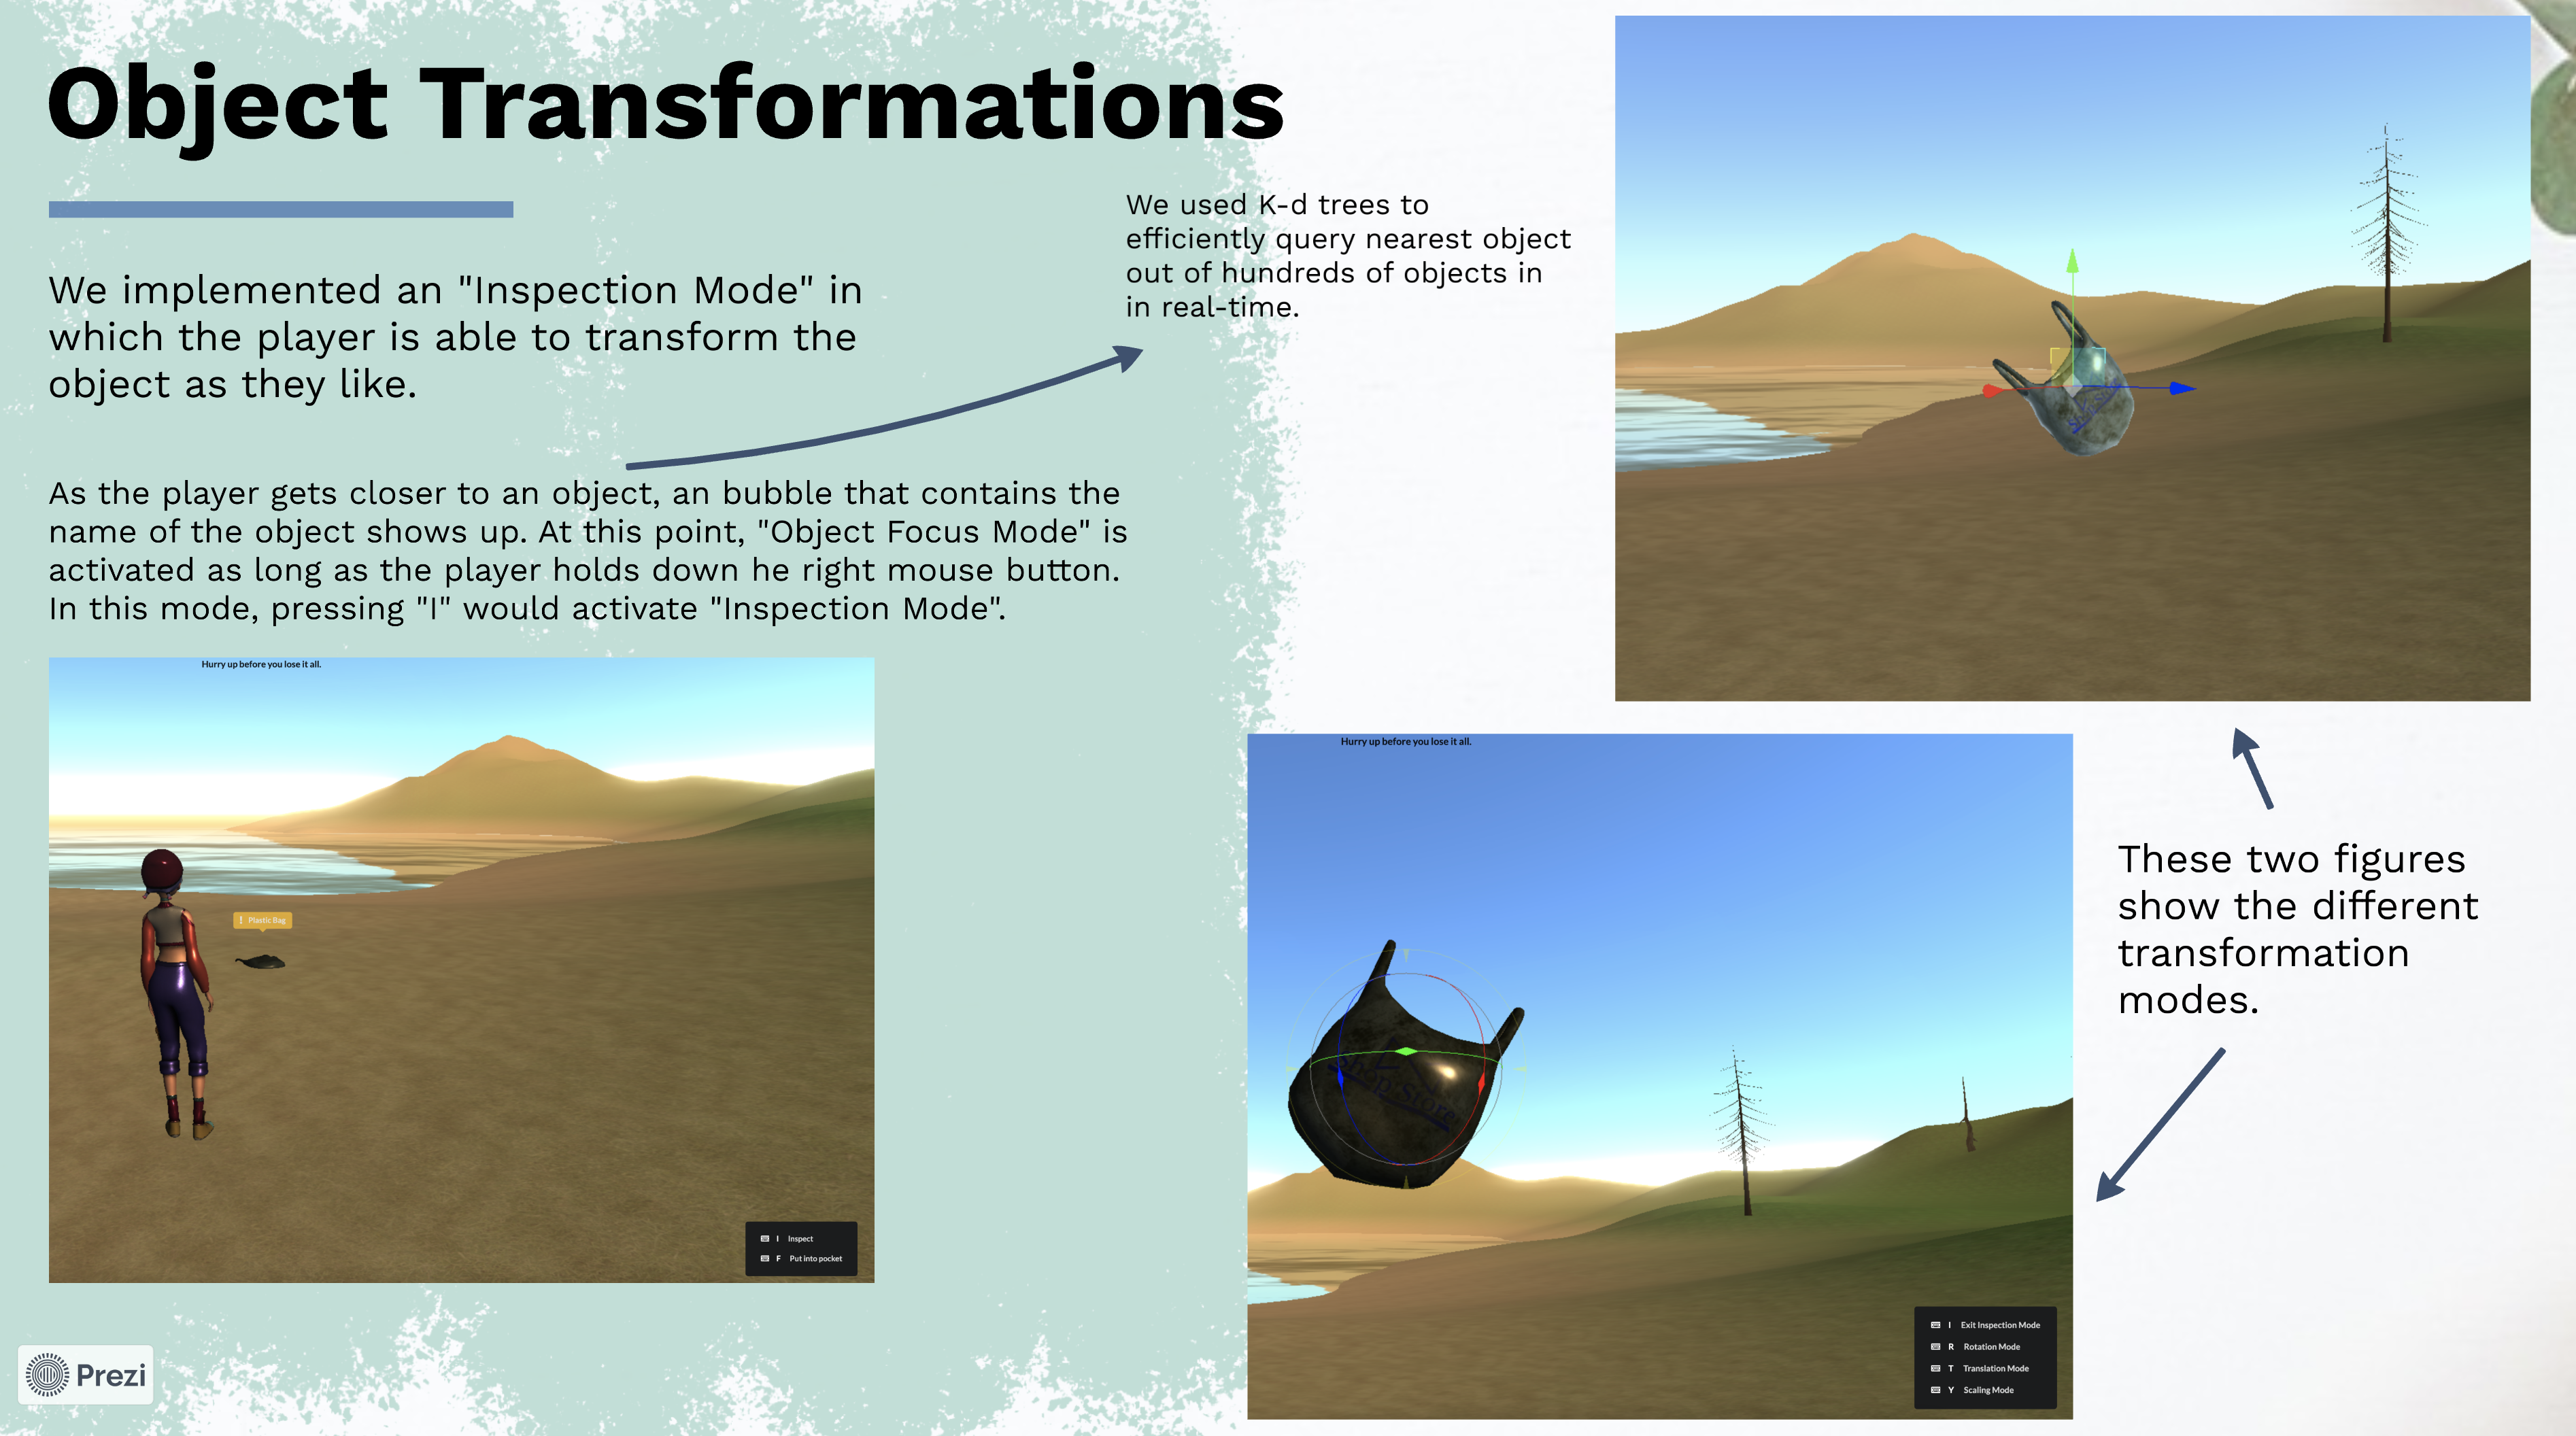 Object Transformations
We implemented an "Inspection Mode" in
which the player is able to transform the
object as they like.
We used K-d trees to
efficiently query nearest object
out of hundreds of objects in
in real-time.
As the player gets closer to an object, an bubble that contains the
name of the object shows up. At this point, "Object Focus Mode" is
activated as long as the player holds down he right mouse button.
In this mode, pressing "I" would activate "Inspection Mode".
Hurry up before you lose it all.
! Plastic Bag
I Inspect
F Put into pocket
Hurry up before you lose it all.
Shop/Store
I Exit Inspection Mode
R Rotation Mode
T Translation Mode
Y Scaling Mode
These two figures
show the different
transformation
modes.
Prezi